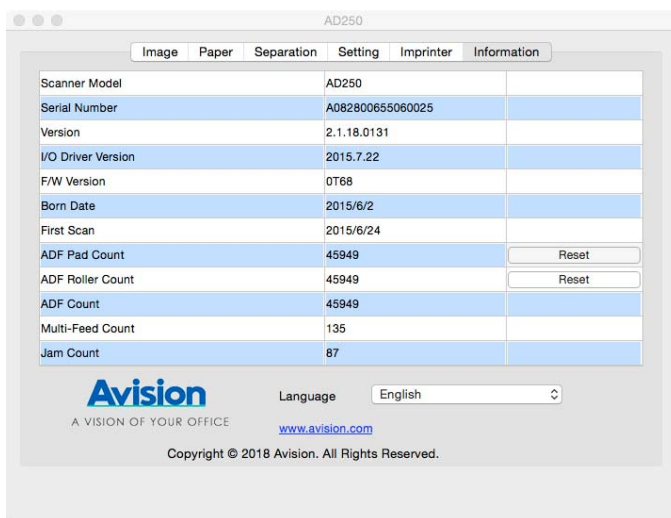 AD250
Image Paper Separation Setting Imprinter Information
Scanner Model AD250
Serial Number A082800655060025
Version 2.1.18.0131
I/O Driver Version 2015.7.22
F/W Version 0T68
Born Date 2015/6/2
First Scan 2015/6/24
ADF Pad Count 45949 Reset
ADF Roller Count 45949 Reset
ADF Count 45949
Multi-Feed Count 135
Jam Count 87
Avision
A VISION OF YOUR OFFICE
Language English
www.avision.com
Copyright © 2018 Avision. All Rights Reserved.